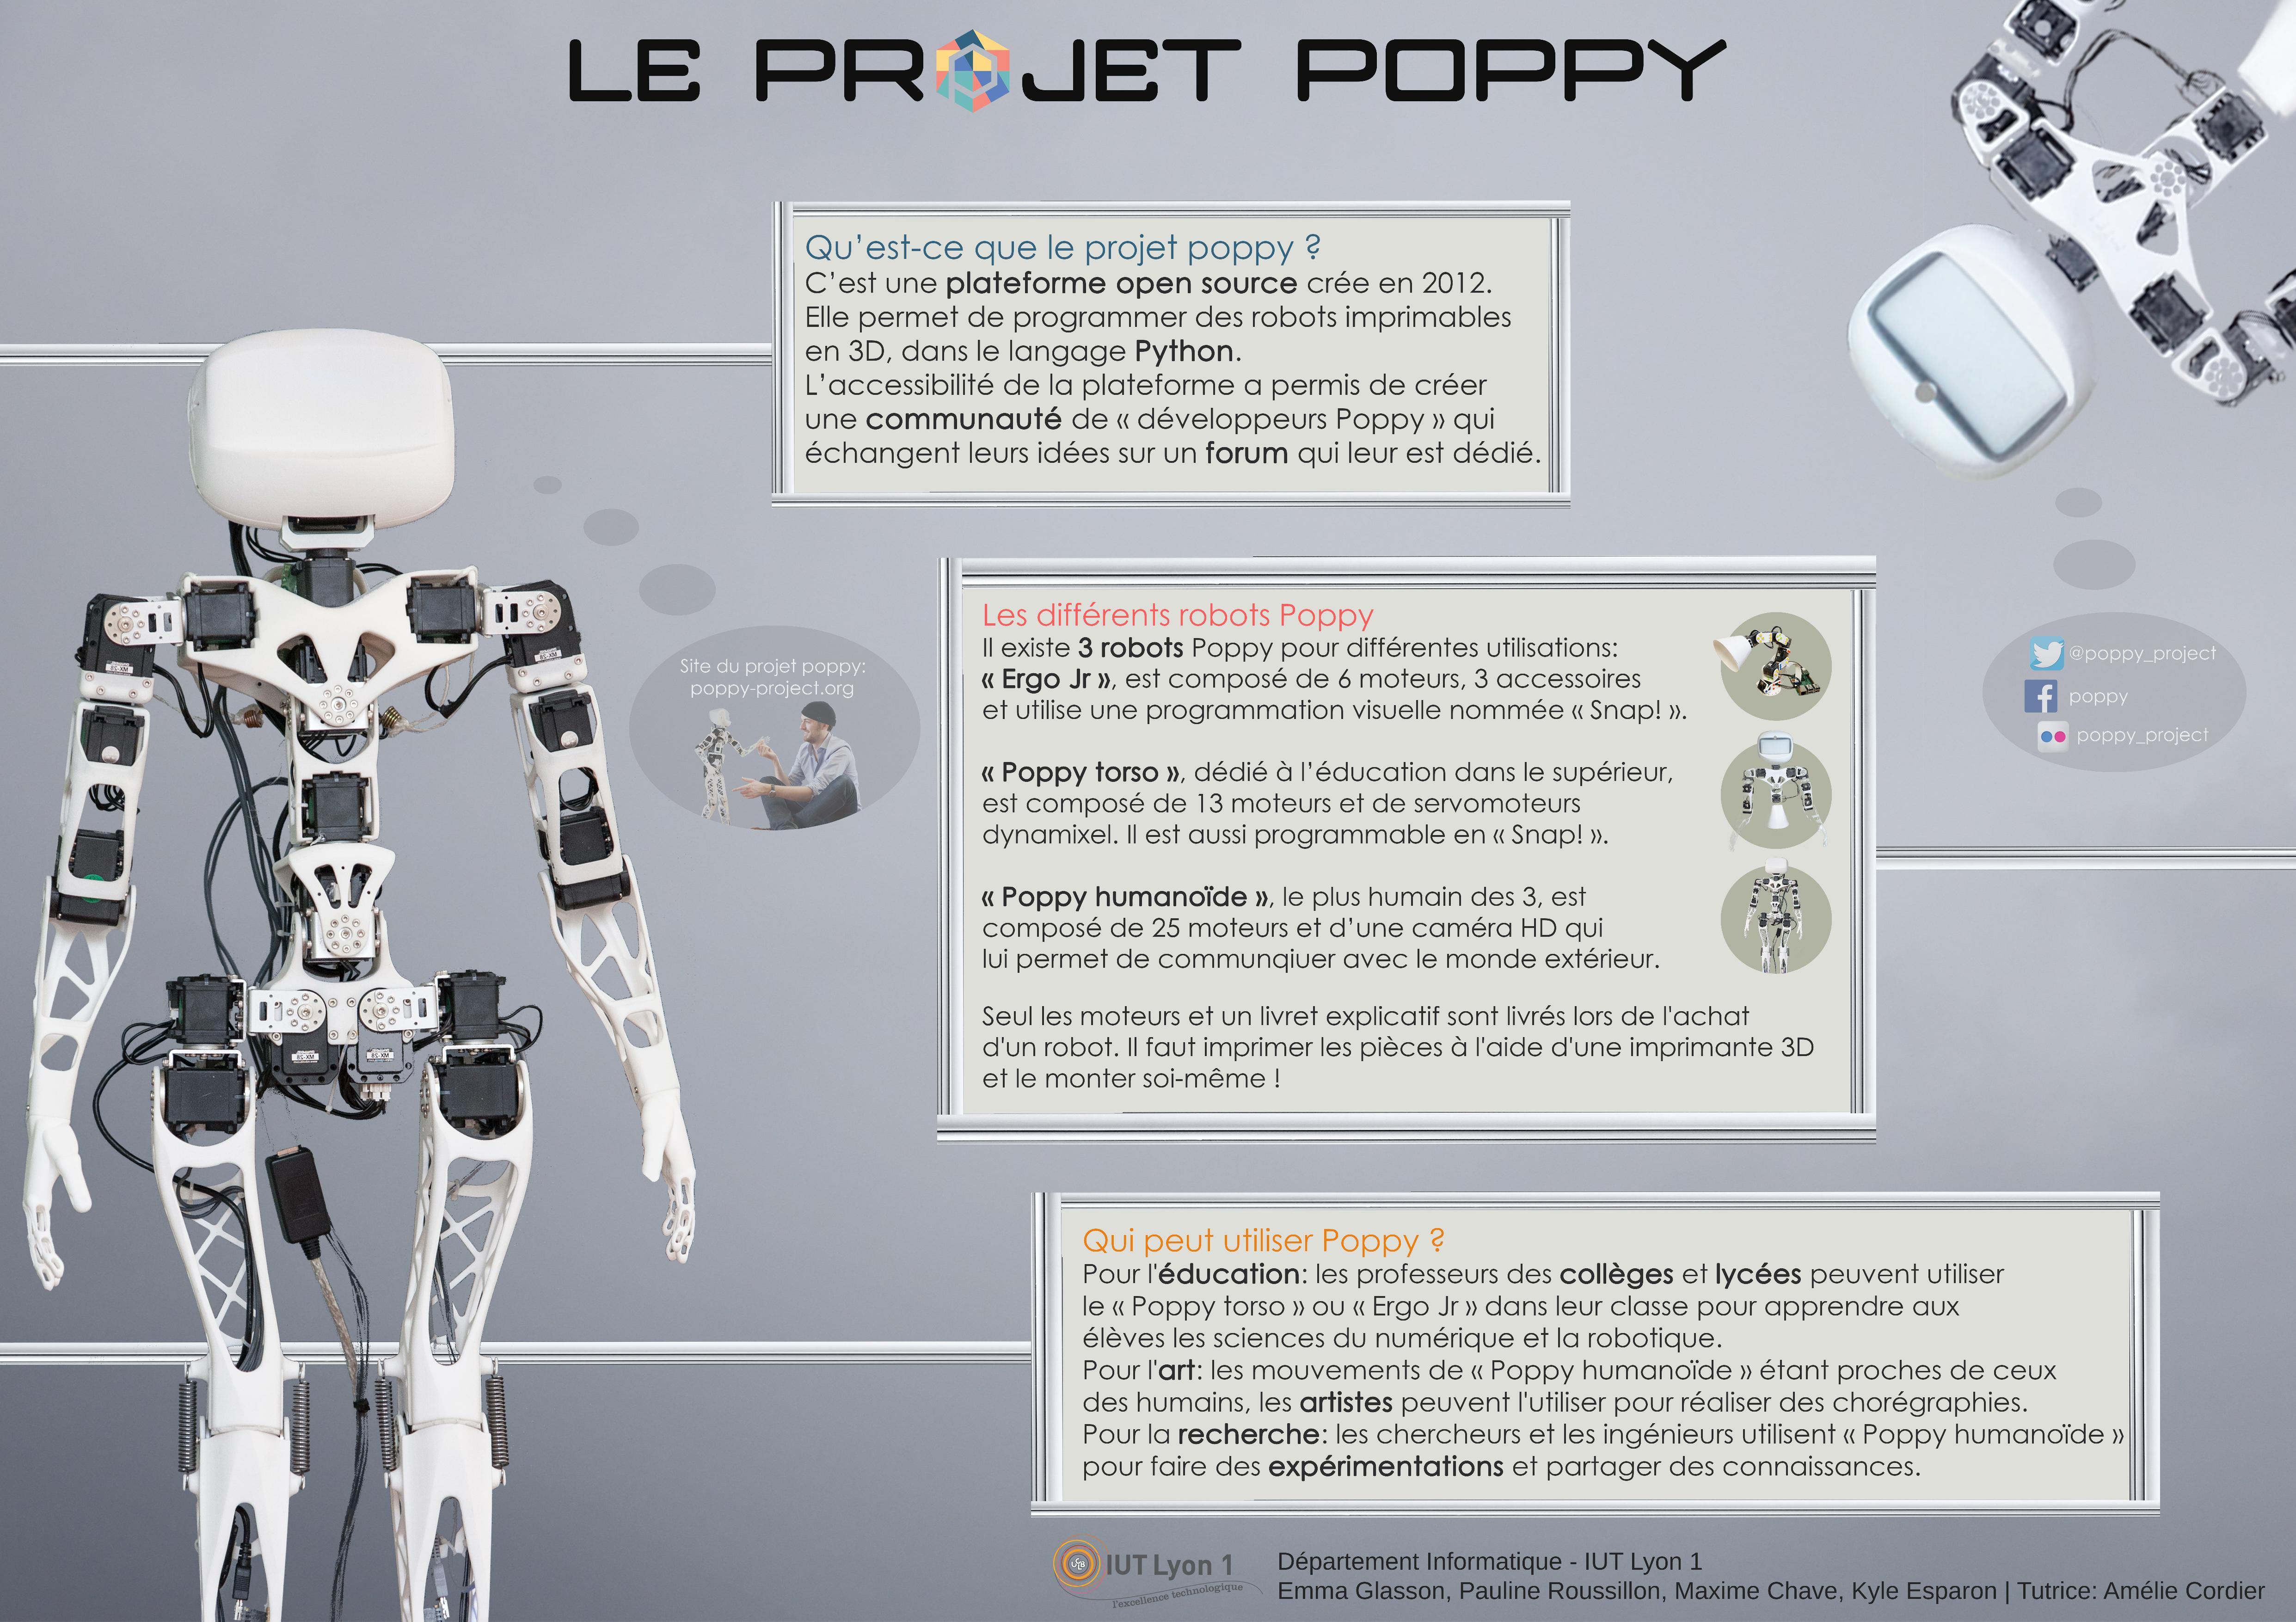 LE PROJET POPPY
Qu’est-ce que le projet poppy ?
C’est une plateforme open source crée en 2012.
Elle permet de programmer des robots imprimables
en 3D, dans le langage Python.
L’accessibilité de la plateforme a permis de créer
une communauté de « développeurs Poppy » qui
échangent leurs idées sur un forum qui leur est dédié.
Site du projet poppy:
poppy-project.org
Les différents robots Poppy
Il existe 3 robots Poppy pour différentes utilisations:
« Ergo Jr », est composé de 6 moteurs, 3 accessoires
et utilise une programmation visuelle nommée « Snap! ».
« Poppy torso », dédié à l’éducation dans le supérieur,
est composé de 13 moteurs et de servomoteurs
dynamixel. Il est aussi programmable en « Snap! ».
« Poppy humanoïde », le plus humain des 3, est
composé de 25 moteurs et d’une caméra HD qui
lui permet de communqiuer avec le monde extérieur.
Seul les moteurs et un livret explicatif sont livrés lors de l'achat
d'un robot. Il faut imprimer les pièces à l'aide d'une imprimante 3D
et le monter soi-même !
@poppy_project
poppy
poppy_project
Qui peut utiliser Poppy ?
Pour l'éducation: les professeurs des collèges et lycées peuvent utiliser
le « Poppy torso » ou « Ergo Jr » dans leur classe pour apprendre aux
élèves les sciences du numérique et la robotique.
Pour l'art: les mouvements de « Poppy humanoïde » étant proches de ceux
des humains, les artistes peuvent l'utiliser pour réaliser des chorégraphies.
Pour la recherche: les chercheurs et les ingénieurs utilisent « Poppy humanoïde »
pour faire des expérimentations et partager des connaissances.
IUT Lyon 1
l'excellence technologique
Département Informatique - IUT Lyon 1
Emma Glasson, Pauline Roussillon, Maxime Chave, Kyle Esparon | Tutrice: Amélie Cordier